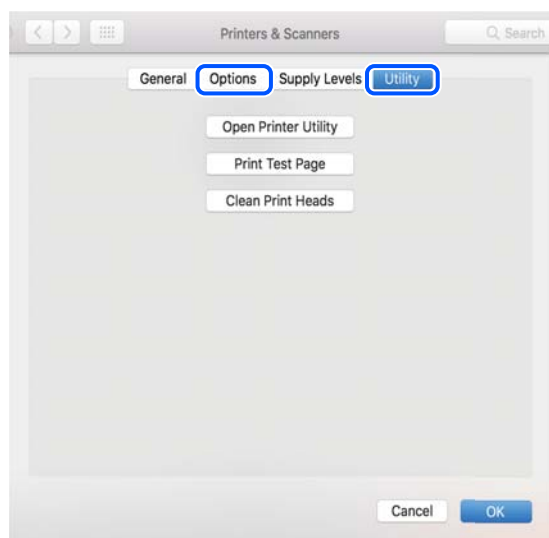 Printers & Scanners
Search
General Options Supply Levels Utility
Open Printer Utility
Print Test Page
Clean Print Heads
Cancel OK